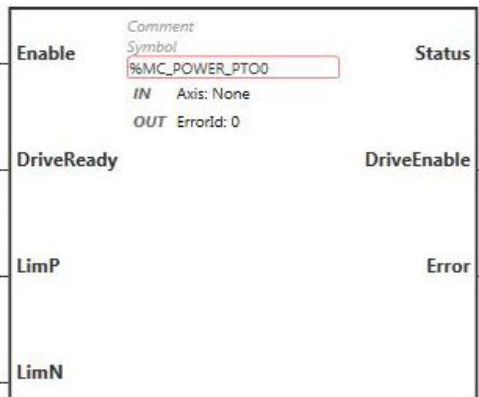 Comment
Enable
Symbol
Status
%MC_POWER_PTO0
IN Axis: None
OUT ErrorId: 0
DriveReady
DriveEnable
LimP
Error
LimN